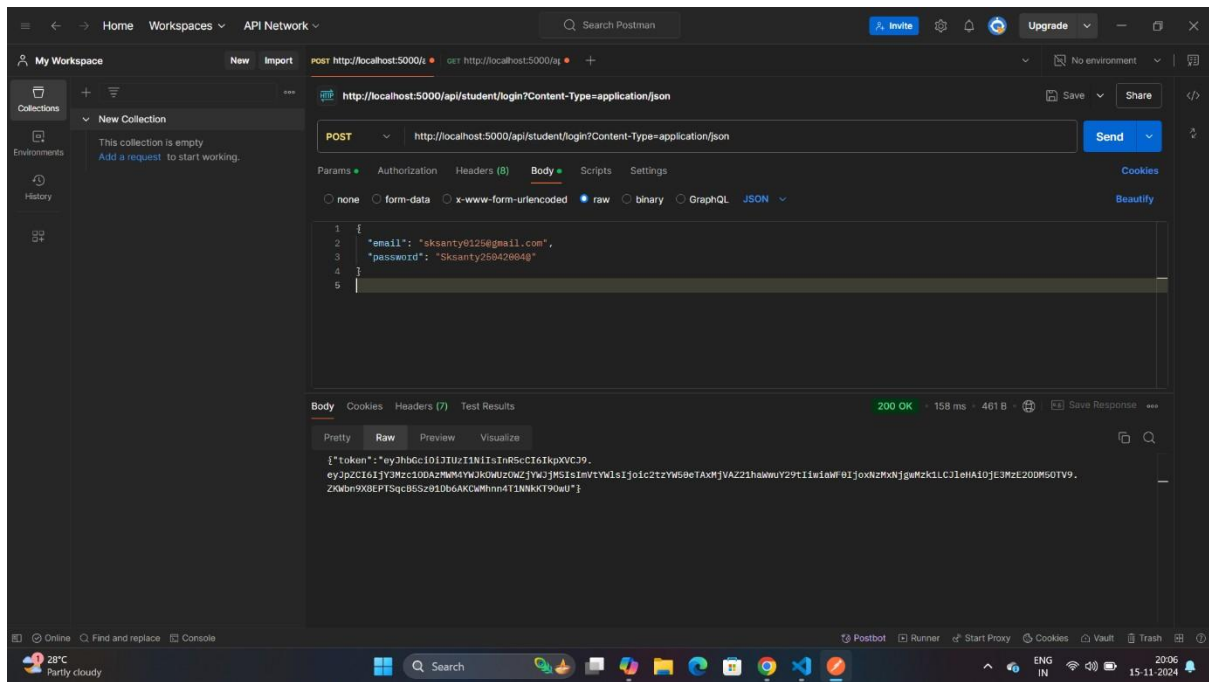 Home Workspaces API Network Search Postman Invite Upgrade
My Workspace New Import POST http://localhost:5000/a GET http://localhost:5000/ap No environment
Collections
Environments
History
New Collection
This collection is empty
Add a request to start working.
HTTP http://localhost:5000/api/student/login?Content-Type=application/json Save Share
POST http://localhost:5000/api/student/login?Content-Type=application/json Send
Params Authorization Headers (8) Body Scripts Settings Cookies
none form-data x-www-form-urlencoded raw binary GraphQL JSON Beautify
1 {
2 "email": "sksanty0125@gmail.com",
3 "password": "Sksanty25042004@"
4 }
5
Body Cookies Headers (7) Test Results 200 OK 158 ms 461 B Save Response
Pretty Raw Preview Visualize
{"token":"eyJhbGciOiJIUzI1NiIsInR5cCI6IkpXVCJ9.
Online Find and replace Console Postbot Runner Start Proxy Cookies Vault Trash
1 28°C
Partly cloudy
Search
ENG
IN
20:06
15-11-2024